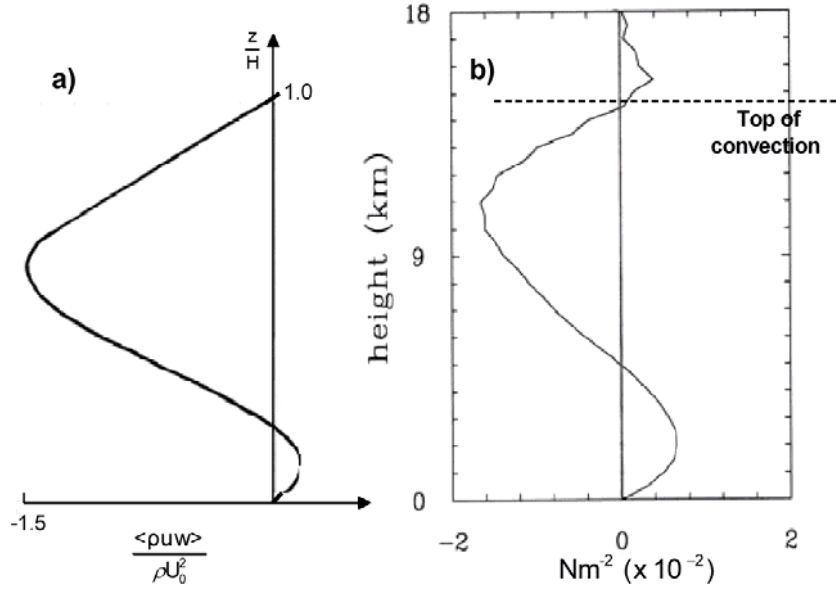 a)
z
H
1.0
-1.5
<ρuw>
ρU₀²
b)
18
9
0
height (km)
Top of
convection
-2 0 2
Nm⁻² (x 10⁻²)